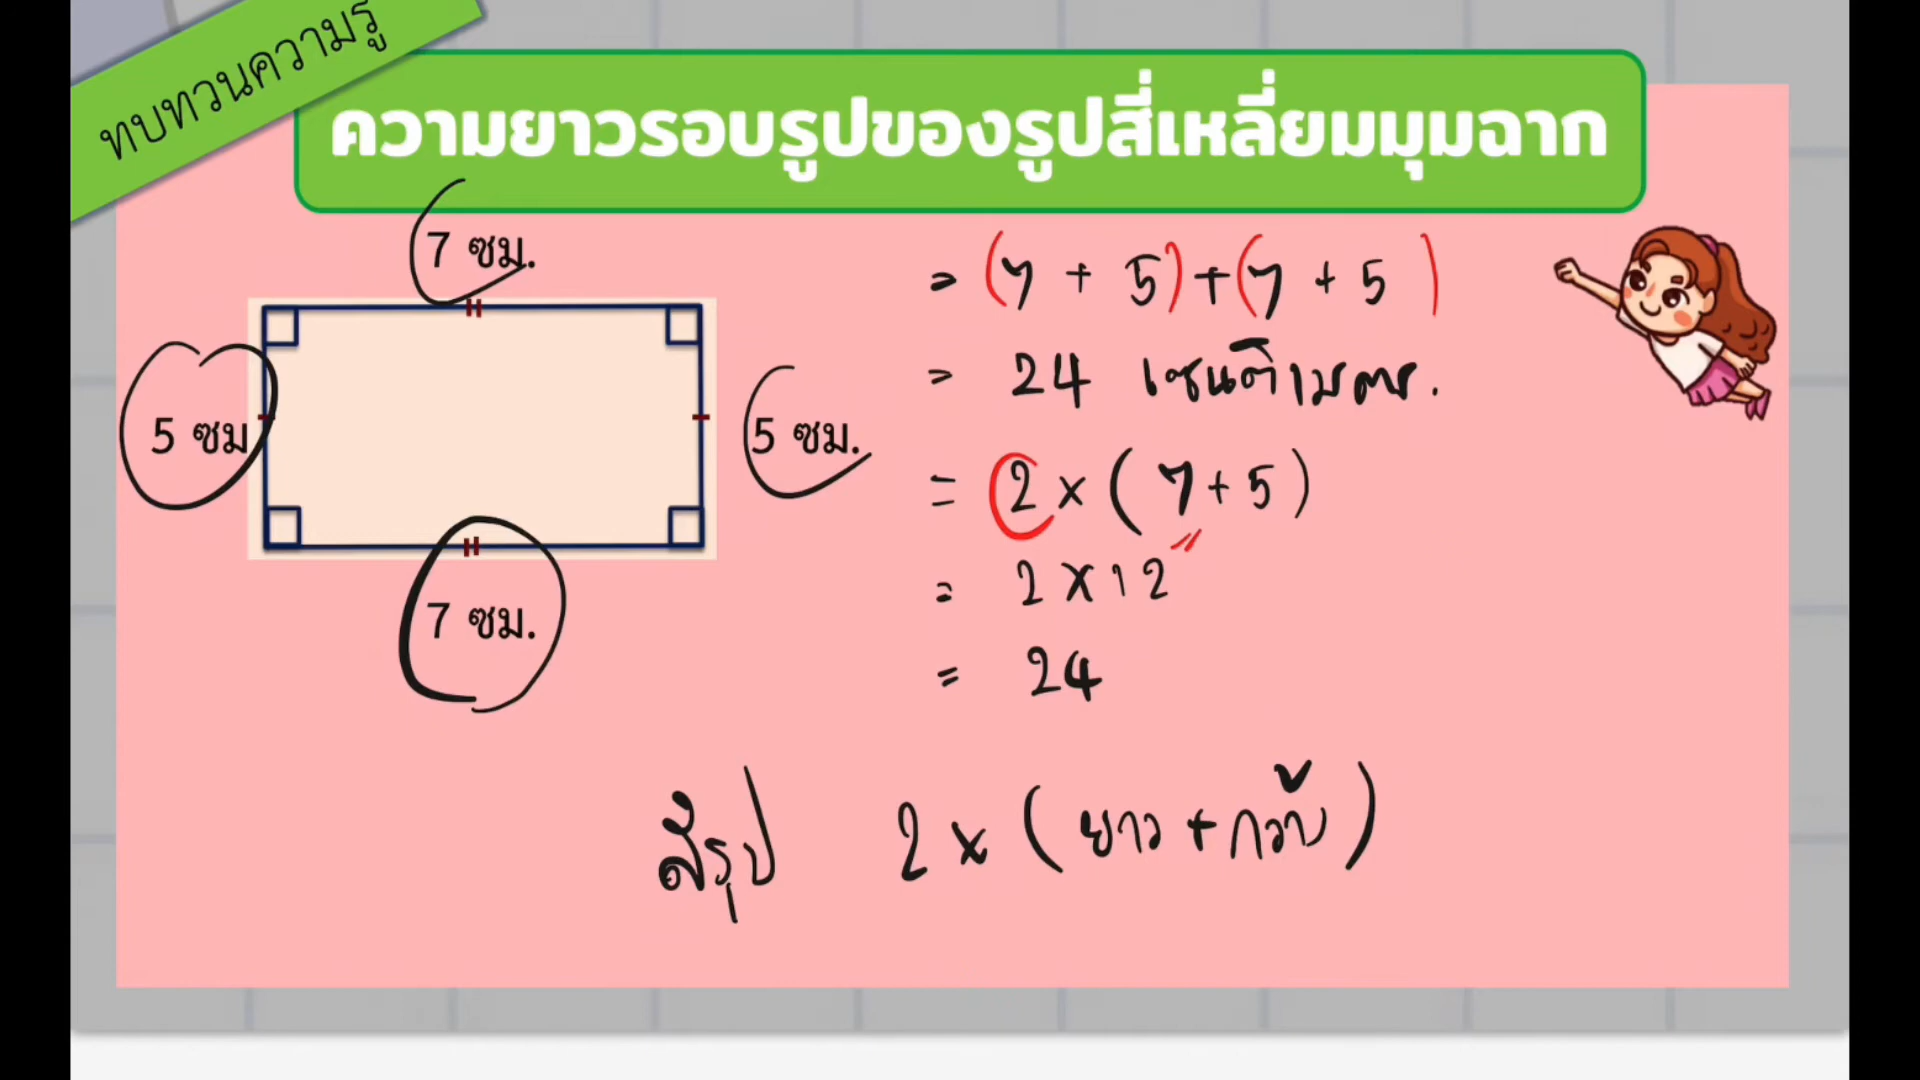 ทบทวนความรู้
ความยาวรอบรูปของรูปสี่เหลี่ยมมุมฉาก
7 ซม.
5 ซม
5 ซม.
7 ซม.
= (7 + 5) + (7 + 5)
= 24 เซนติเมตร.
= 2 × (7 + 5)
= 2 × 12
= 24
สรุป 2 × (ยาว + กว้าง)